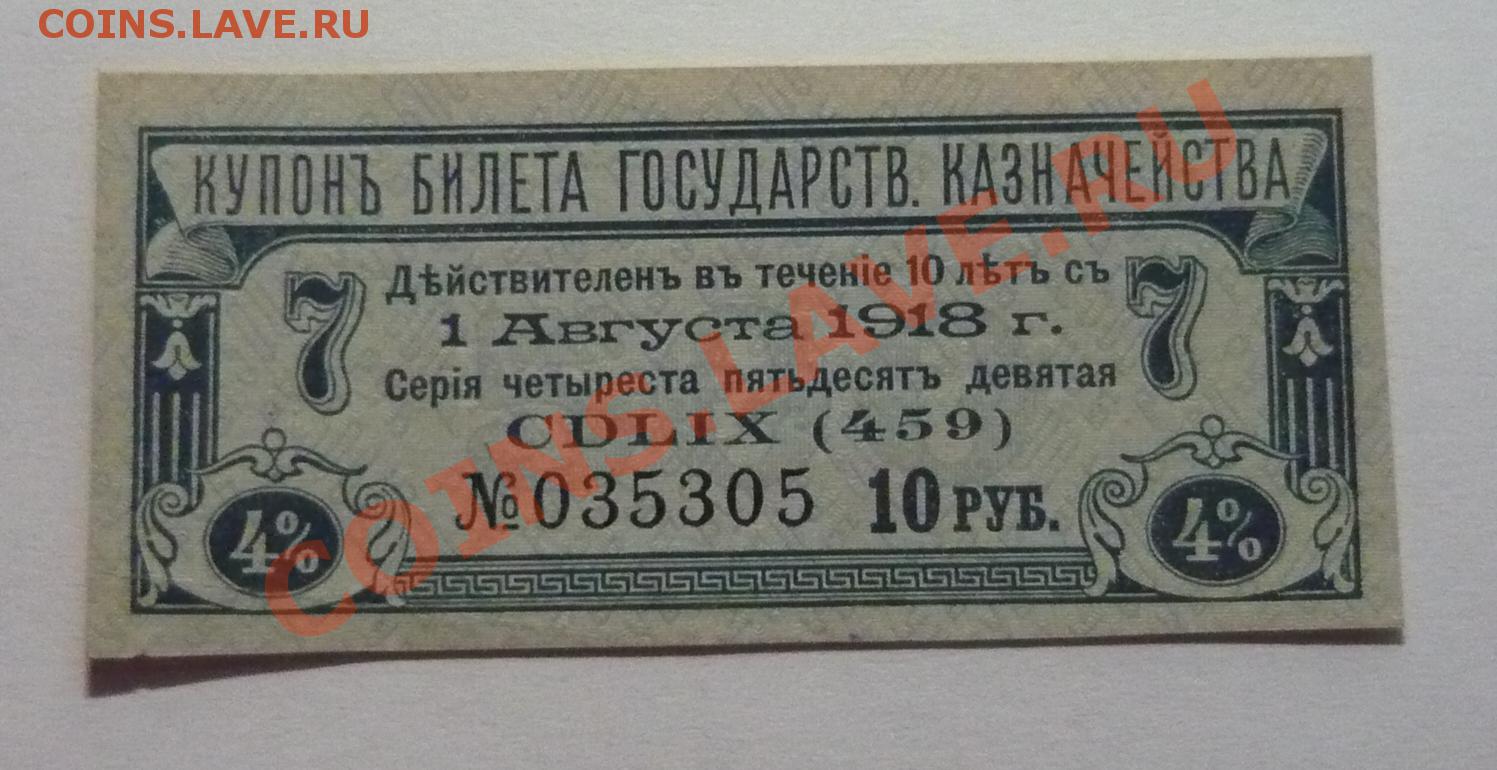 COINS.LAVE.RU
КУПОНЪ БИЛЕТА ГОСУДАРСТВ. КАЗНАЧЕЙСТВА
7 Дѣйствителенъ въ теченіе 10 лѣтъ съ 7
1 Августа 1918 г.
Серія четыреста пятьдесятъ девятая
CDLIX (459)
№035305 10 РУБ.
4% 4%
COINS.LAVE.RU